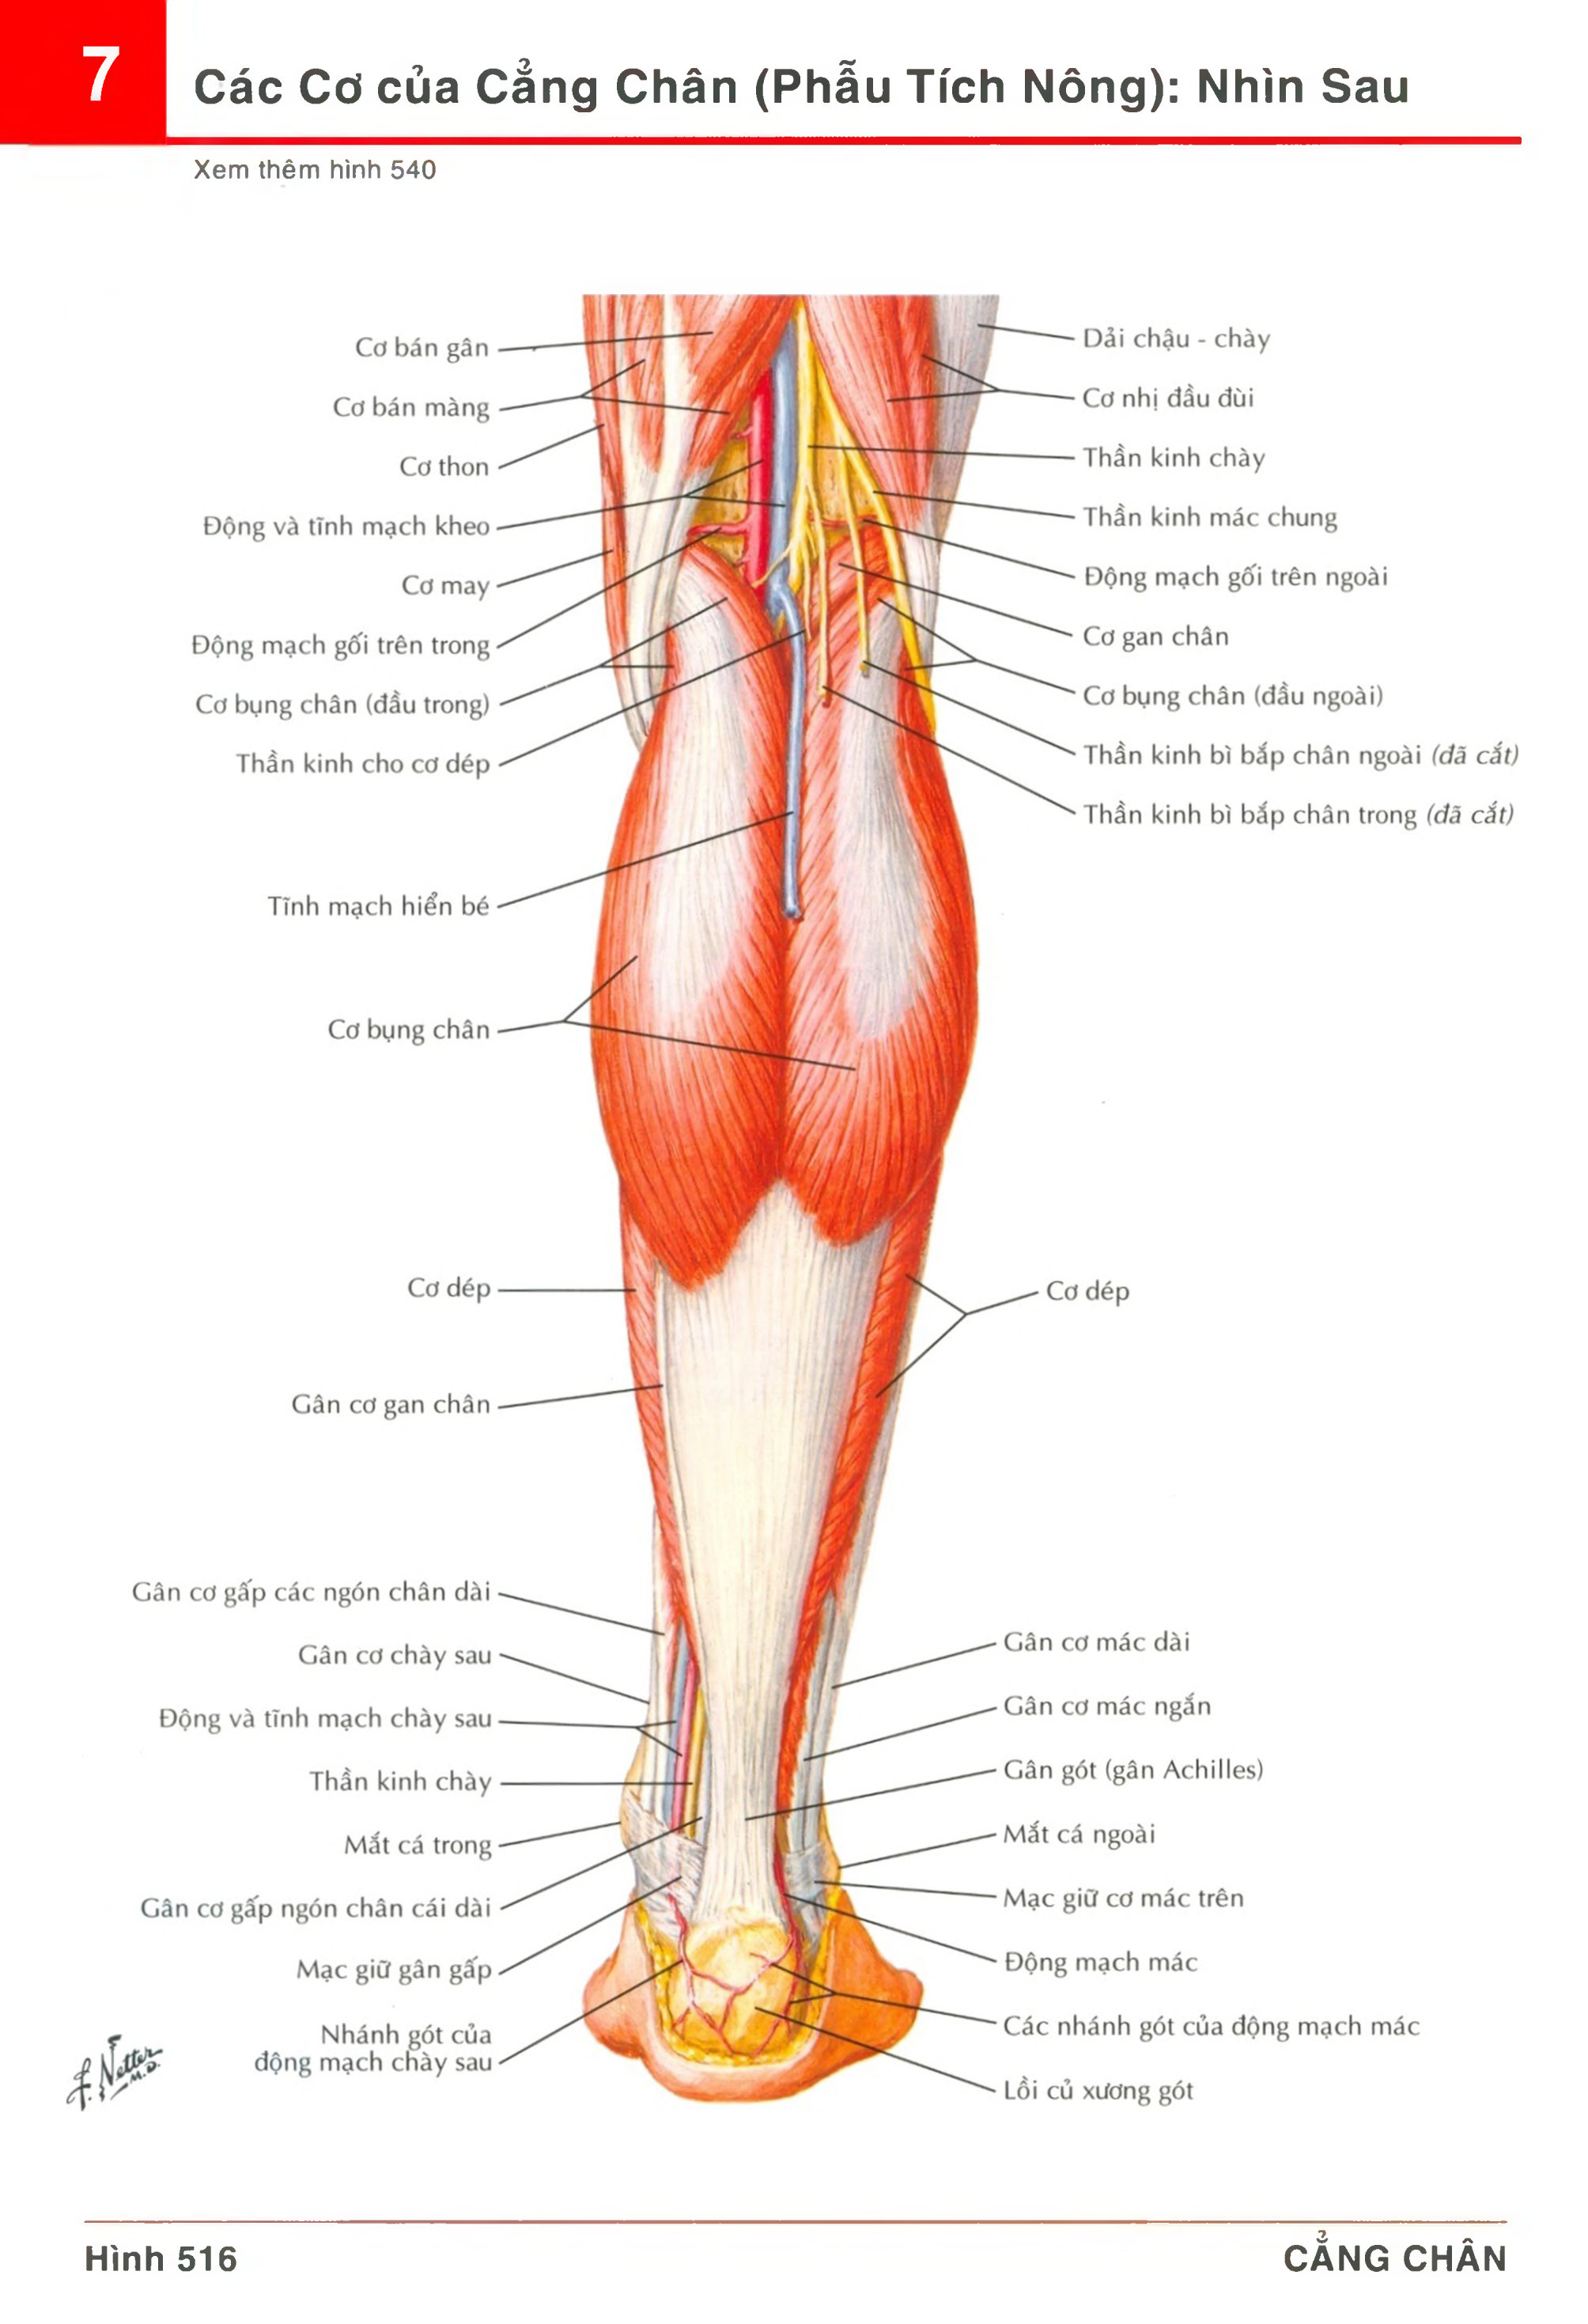 7
Các Cơ của Cẳng Chân (Phẫu Tích Nông): Nhìn Sau
Xem thêm hình 540
Cơ bán gân
Cơ bán màng
Cơ thon
Động và tĩnh mạch kheo
Cơ may
Động mạch gối trên trong
Cơ bụng chân (đầu trong)
Thần kinh cho cơ dép
Tĩnh mạch hiển bé
Cơ bụng chân
Cơ dép
Gân cơ gan chân
Gân cơ gấp các ngón chân dài
Gân cơ chày sau
Động và tĩnh mạch chày sau
Thần kinh chày
Mắt cá trong
Gân cơ gấp ngón chân cái dài
Mạc giữ gân gấp
Nhánh gót của
động mạch chày sau
Dải chậu - chày
Cơ nhị đầu đùi
Thần kinh chày
Thần kinh mác chung
Động mạch gối trên ngoài
Cơ gan chân
Cơ bụng chân (đầu ngoài)
Thần kinh bì bắp chân ngoài (đã cắt)
Thần kinh bì bắp chân trong (đã cắt)
Cơ dép
Gân cơ mác dài
Gân cơ mác ngắn
Gân gót (gân Achilles)
Mắt cá ngoài
Mạc giữ cơ mác trên
Động mạch mác
Các nhánh gót của động mạch mác
Lồi củ xương gót
F. Netter
M.D.
Hình 516
CẲNG CHÂN